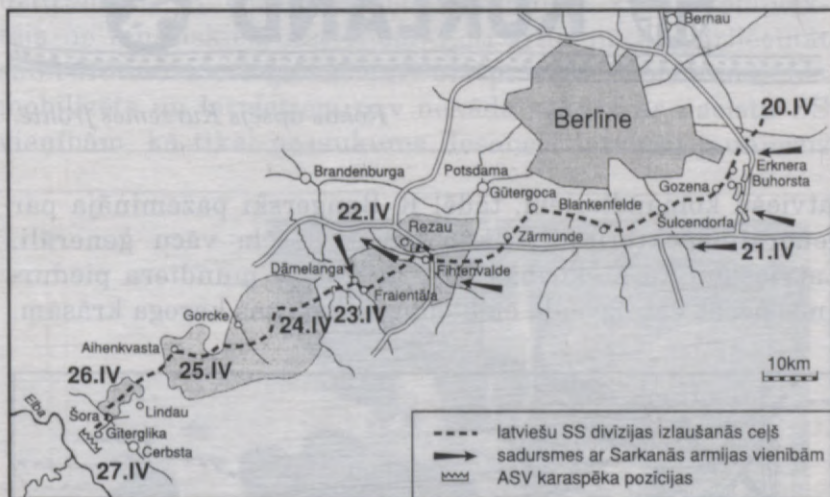 Bernau
20.IV
Berlīne
Erknera
Buhorsta
Brandenburga
Potsdama
Gozena
Gūtergoca
Blankenfelde
22.IV
Sulcendorfa
Rezau
Zārmunde
21.IV
Dāmelanga
Fihtenvalde
Fraientāla
23.IV
24.IV
Gorcke
Aihenkvasta
25.IV
10km
26.IV
Elba
Šora
Lindau
Giterglika
Cerbsta
27.IV
latviešu SS divīzijas izlaušanās ceļš
sadursmes ar Sarkanās armijas vienībām
ASV karaspēka pozīcijas